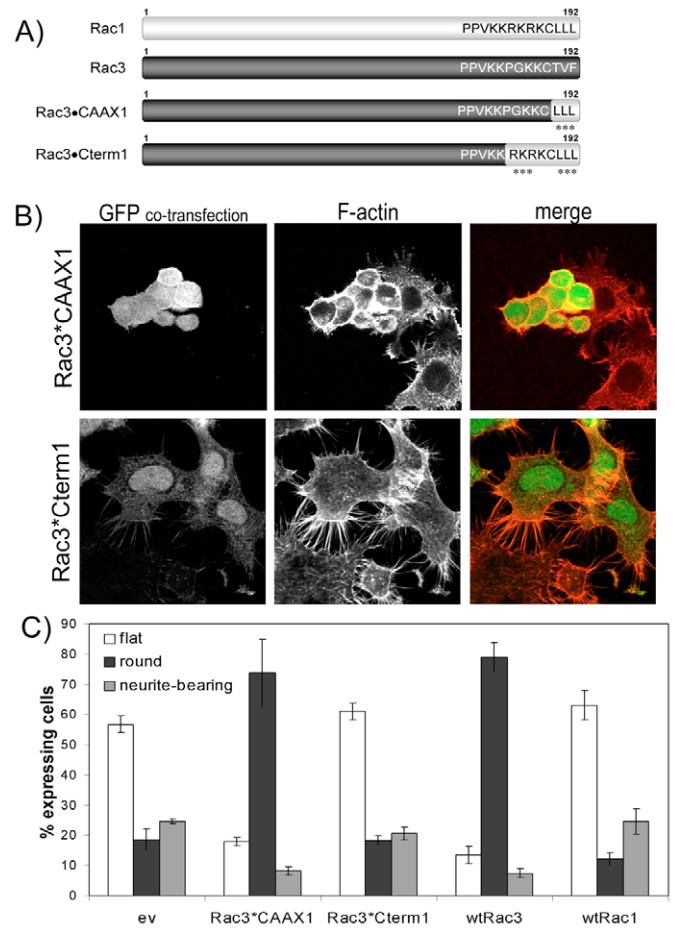 A)
1 192
Rac1 PPVKKRKRKCLLL
1 192
Rac3 PPVKKPGKKCTVF
1 192
Rac3●CAAX1 PPVKKPGKKC LLL
***
1 192
Rac3●Cterm1 PPVKK RKRKCLLL
*** ***
B)
GFP co-transfection F-actin merge
Rac3*CAAX1
Rac3*Cterm1
C)
90
80
70
60
50
40
30
20
10
0
% expressing cells
flat
round
neurite-bearing
ev Rac3*CAAX1 Rac3*Cterm1 wtRac3 wtRac1